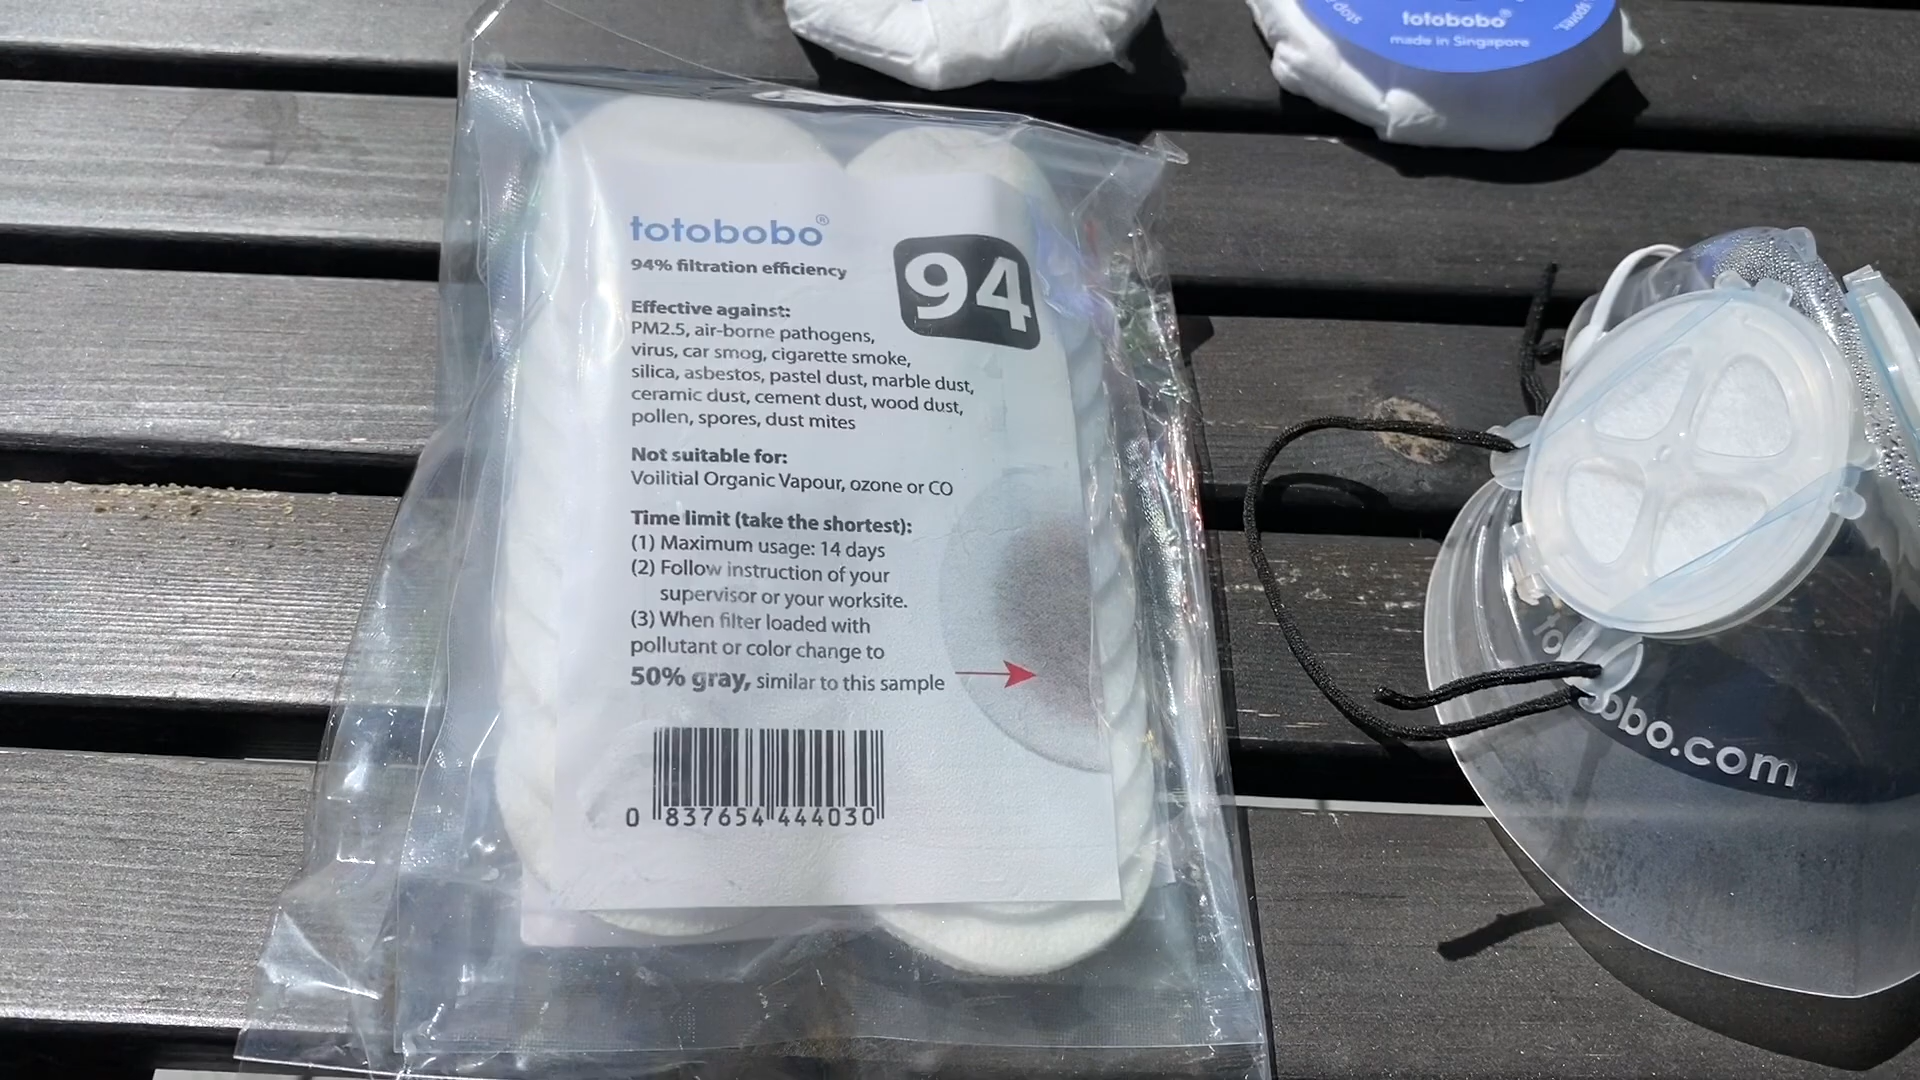 totobobo®
made in Singapore
totobobo®
94% filtration efficiency
94
Effective against:
PM2.5, air-borne pathogens,
virus, car smog, cigarette smoke,
silica, asbestos, pastel dust, marble dust,
ceramic dust, cement dust, wood dust,
pollen, spores, dust mites
Not suitable for:
Voilitial Organic Vapour, ozone or CO
Time limit (take the shortest):
(1) Maximum usage: 14 days
(2) Follow instruction of your
supervisor or your worksite.
(3) When filter loaded with
pollutant or color change to
50% gray, similar to this sample
0 837654 444030
obo.com